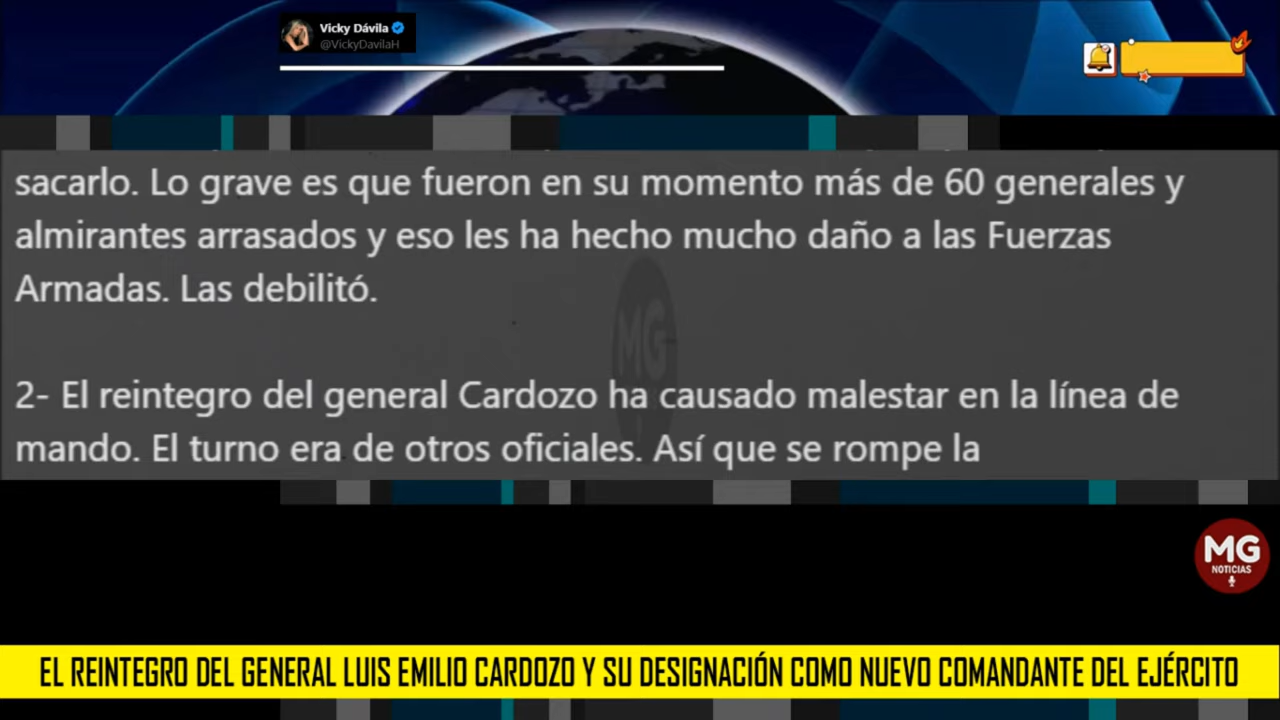 Vicky Dávila
@VickyDavilaH
sacarlo. Lo grave es que fueron en su momento más de 60 generales y
almirantes arrasados y eso les ha hecho mucho daño a las Fuerzas
Armadas. Las debilitó.
MG
2- El reintegro del general Cardozo ha causado malestar en la línea de
mando. El turno era de otros oficiales. Así que se rompe la
MG
NOTICIAS
EL REINTEGRO DEL GENERAL LUIS EMILIO CARDOZO Y SU DESIGNACIÓN COMO NUEVO COMANDANTE DEL EJÉRCITO